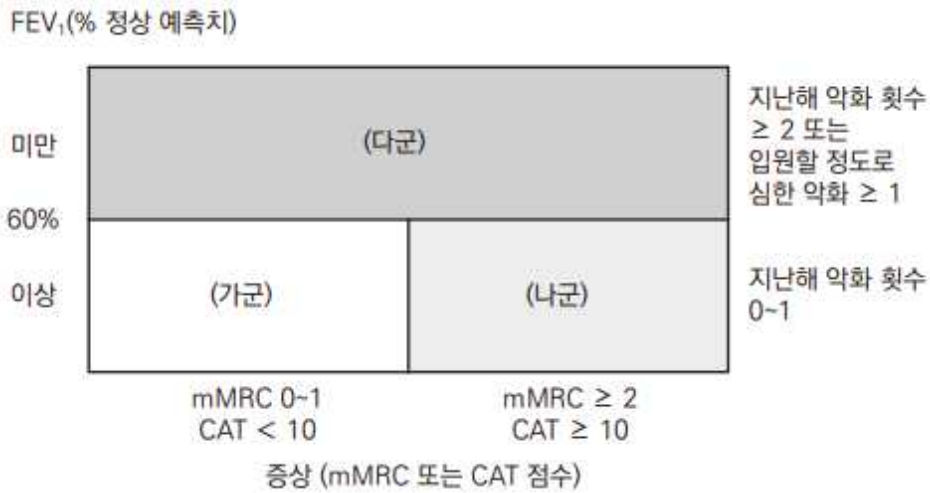 FEV₁(% 정상 예측치)
미만
(다군)
지난해 악화 횟수
≥ 2 또는
입원할 정도로
심한 악화 ≥ 1
60%
이상
(가군)
(나군)
지난해 악화 횟수
0~1
mMRC 0~1
CAT < 10
mMRC ≥ 2
CAT ≥ 10
증상 (mMRC 또는 CAT 점수)